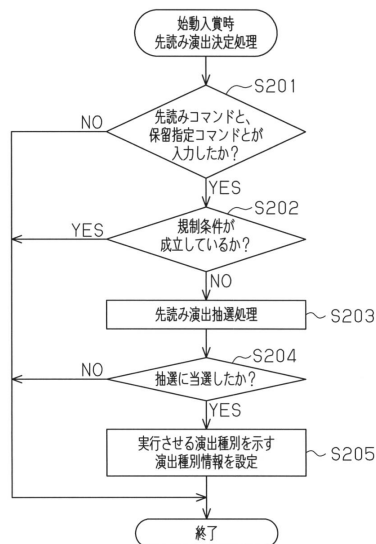 始動入賞時
先読み演出決定処理
S201
先読みコマンドと、
保留指定コマンドとが
入力したか？
NO
YES
S202
規制条件が
成立しているか？
YES
NO
先読み演出抽選処理
S203
S204
抽選に当選したか？
NO
YES
実行させる演出種別を示す
演出種別情報を設定
S205
終了